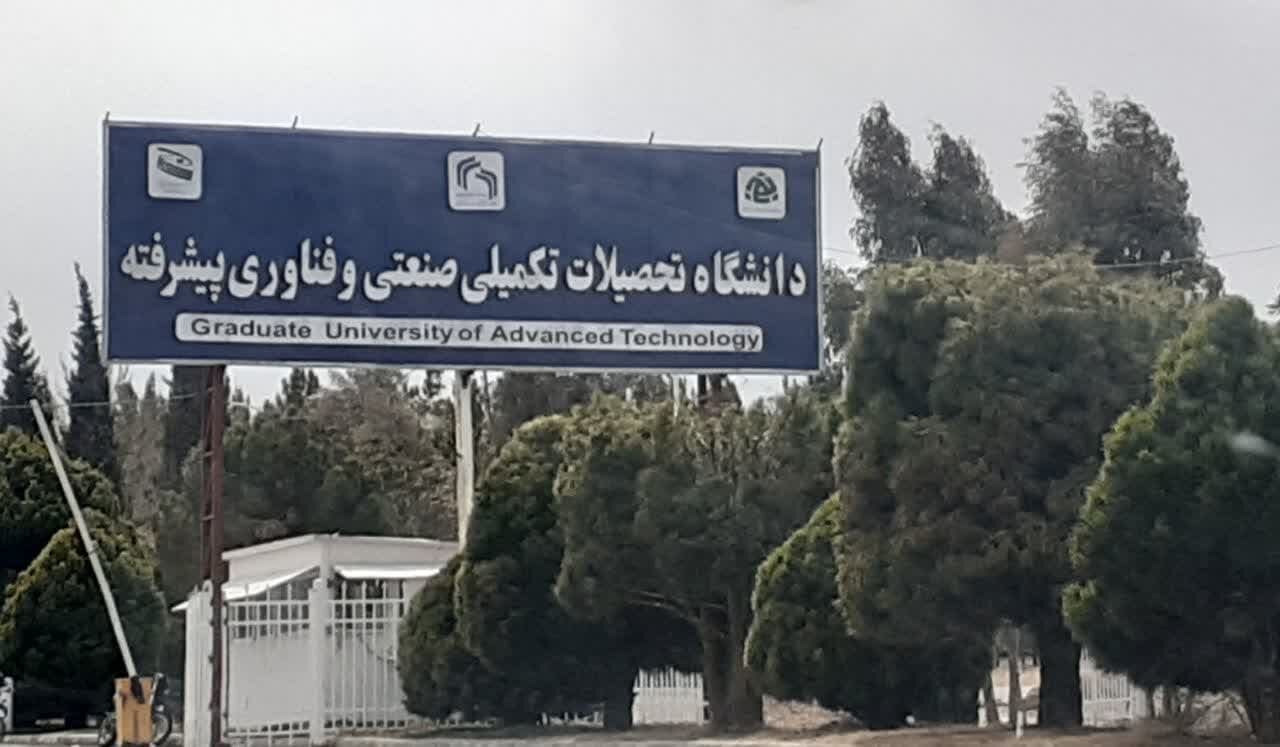 دانشگاه تحصیلات تکمیلی صنعتی و فناوری پیشرفته
Graduate University of Advanced Technology